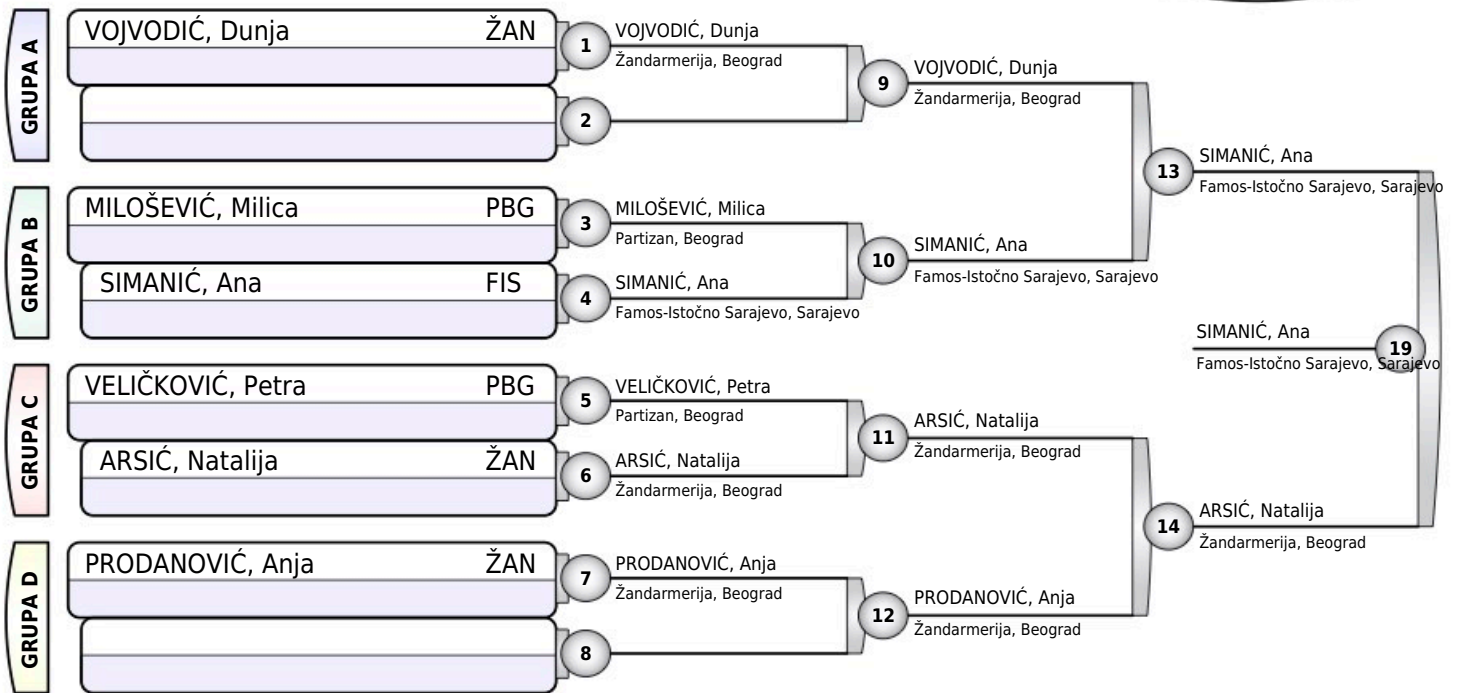 GRUPA A
VOJVODIĆ, Dunja ŽAN
1
VOJVODIĆ, Dunja
Žandarmerija, Beograd
2
9
VOJVODIĆ, Dunja
Žandarmerija, Beograd
GRUPA B
MILOŠEVIĆ, Milica PBG
3
MILOŠEVIĆ, Milica
Partizan, Beograd
SIMANIĆ, Ana FIS
4
SIMANIĆ, Ana
Famos-Istočno Sarajevo, Sarajevo
10
SIMANIĆ, Ana
Famos-Istočno Sarajevo, Sarajevo
13
SIMANIĆ, Ana
Famos-Istočno Sarajevo, Sarajevo
GRUPA C
VELIČKOVIĆ, Petra PBG
5
VELIČKOVIĆ, Petra
Partizan, Beograd
ARSIĆ, Natalija ŽAN
6
ARSIĆ, Natalija
Žandarmerija, Beograd
11
ARSIĆ, Natalija
Žandarmerija, Beograd
GRUPA D
PRODANOVIĆ, Anja ŽAN
7
PRODANOVIĆ, Anja
Žandarmerija, Beograd
8
12
PRODANOVIĆ, Anja
Žandarmerija, Beograd
14
ARSIĆ, Natalija
Žandarmerija, Beograd
SIMANIĆ, Ana
19
Famos-Istočno Sarajevo, Sarajevo